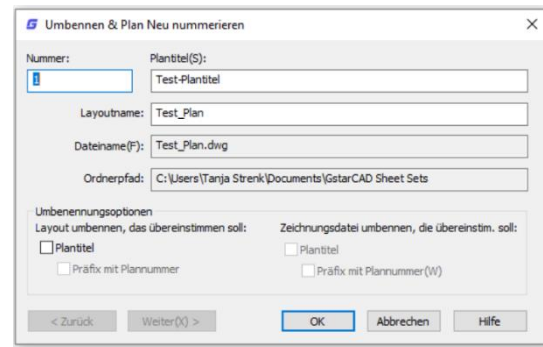 Umbennen & Plan Neu nummerieren
Nummer: Plantitel(S):
1 Test-Plantitel
Layoutname: Test_Plan
Dateiname(F): Test_Plan.dwg
Ordnerpfad: C:\Users\Tanja Strenk\Documents\GstarCAD Sheet Sets
Umbenennungsoptionen
Layout umbennen, das übereinstimmen soll: Zeichnungsdatei umbennen, die übereinstim. soll:
Plantitel Plantitel
Präfix mit Plannummer Präfix mit Plannummer(W)
< Zurück Weiter(X) > OK Abbrechen Hilfe